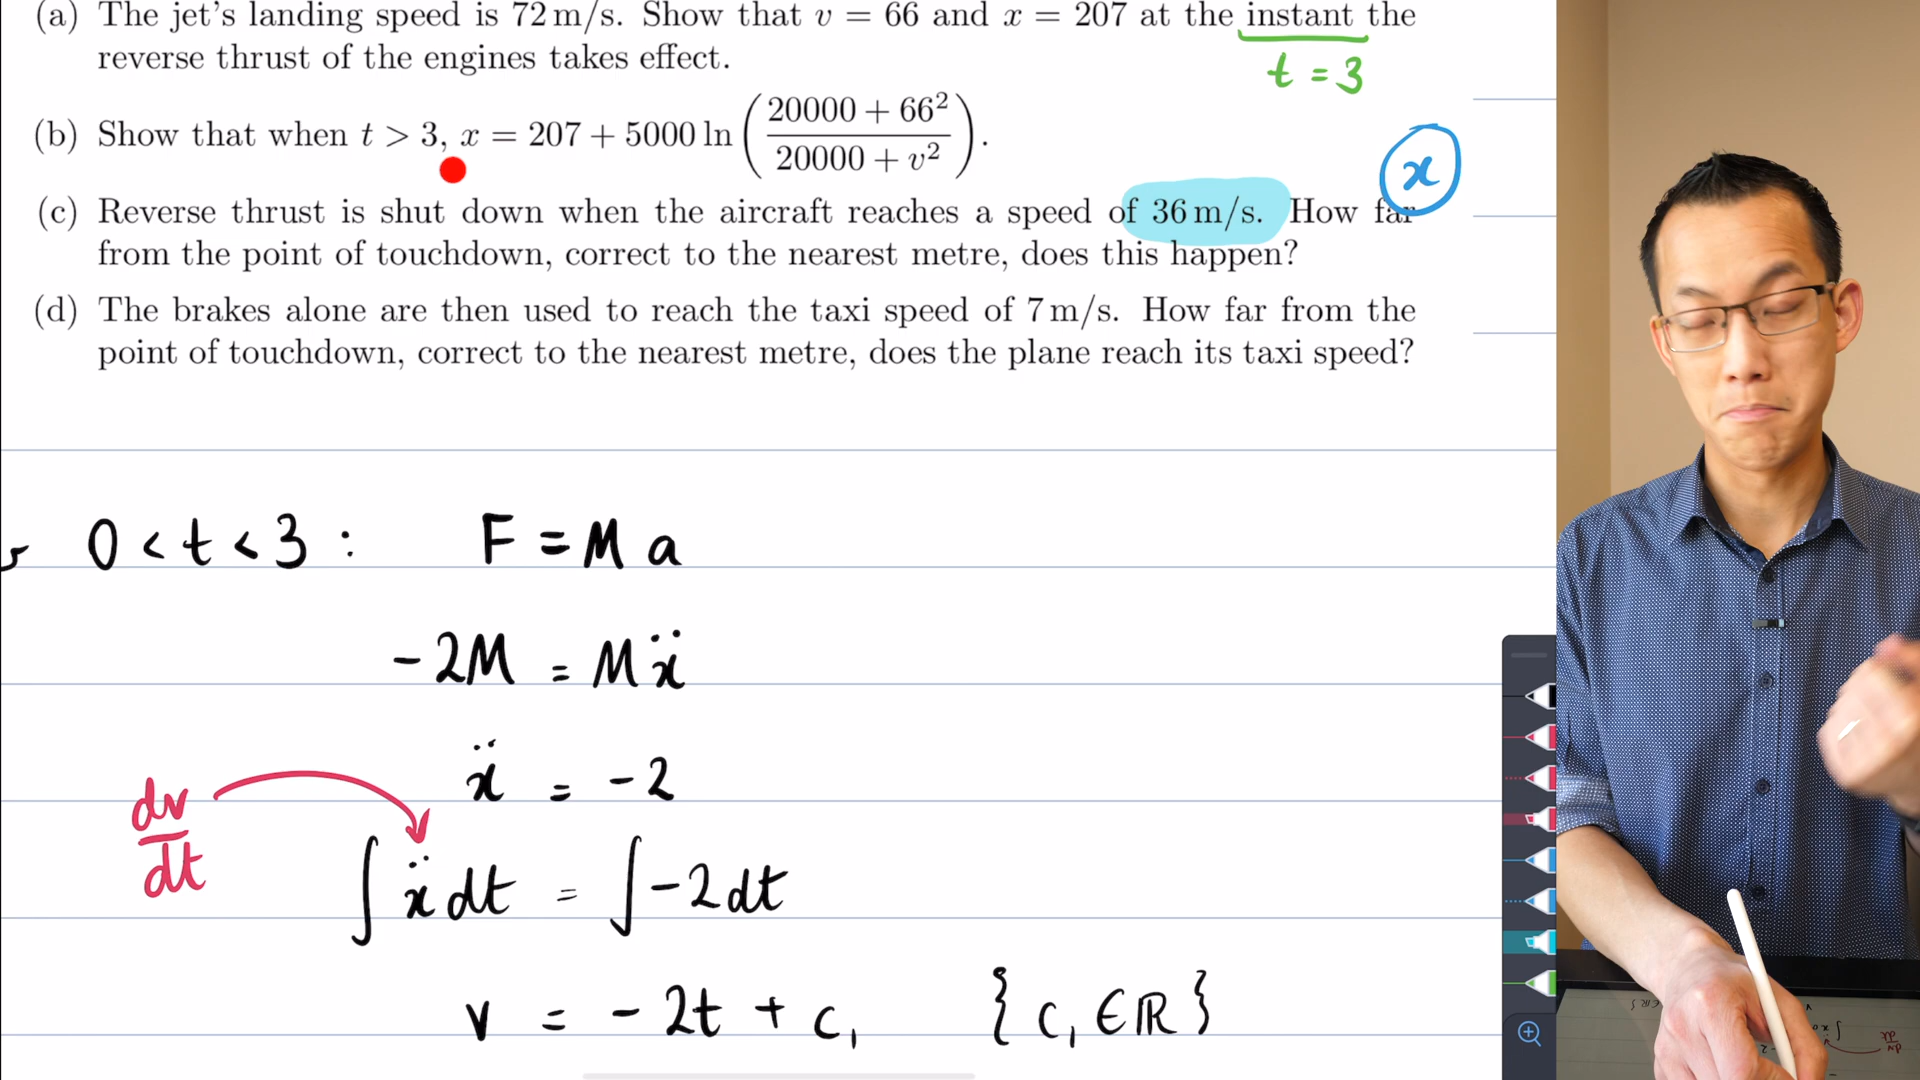 (a) The jet's landing speed is 72 m/s. Show that v = 66 and x = 207 at the instant the
reverse thrust of the engines takes effect.
t = 3
(b) Show that when t > 3, x = 207 + 5000 ln ( (20000 + 66²) / (20000 + v²) ).
x
(c) Reverse thrust is shut down when the aircraft reaches a speed of 36 m/s. How far
from the point of touchdown, correct to the nearest metre, does this happen?
(d) The brakes alone are then used to reach the taxi speed of 7 m/s. How far from the
point of touchdown, correct to the nearest metre, does the plane reach its taxi speed?
0 < t < 3 : F = Ma
-2M = Mẍ
ẍ = -2
dv/dt
∫ ẍ dt = ∫ -2 dt
v = -2t + c₁ { c₁ ∈ ℝ }